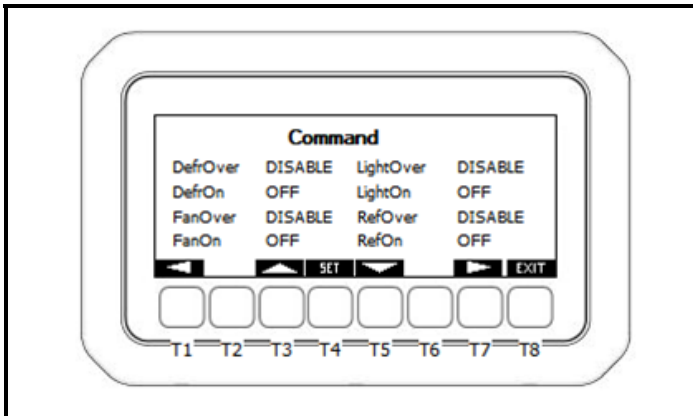 Command
DefrOver DISABLE LightOver DISABLE
DefrOn OFF LightOn OFF
FanOver DISABLE RefOver DISABLE
FanOn OFF RefOn OFF
SET EXIT
T1 T2 T3 T4 T5 T6 T7 T8